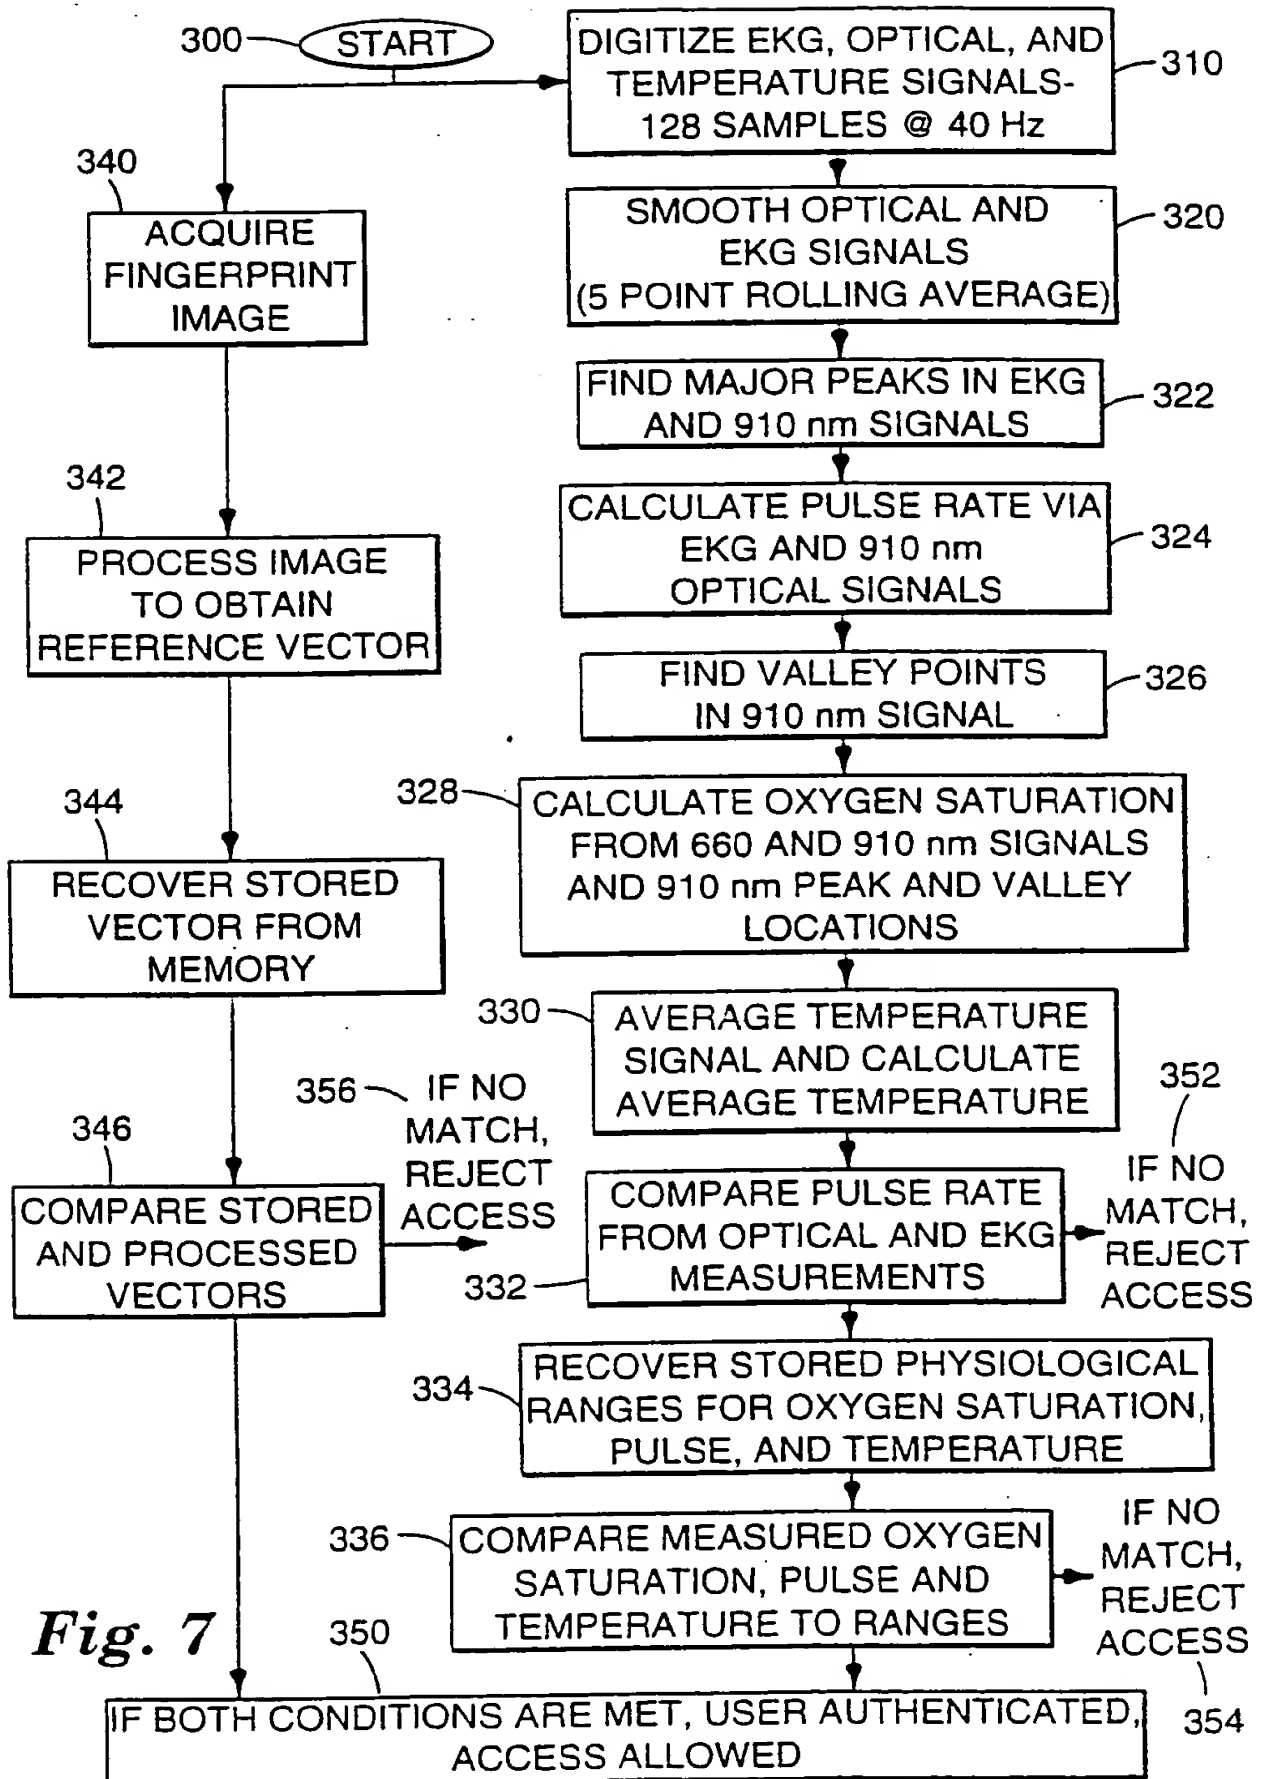 300
START
DIGITIZE EKG, OPTICAL, AND
TEMPERATURE SIGNALS-
128 SAMPLES @ 40 Hz
310
340
ACQUIRE
FINGERPRINT
IMAGE
SMOOTH OPTICAL AND
EKG SIGNALS
(5 POINT ROLLING AVERAGE)
320
FIND MAJOR PEAKS IN EKG
AND 910 nm SIGNALS
322
342
PROCESS IMAGE
TO OBTAIN
REFERENCE VECTOR
CALCULATE PULSE RATE VIA
EKG AND 910 nm
OPTICAL SIGNALS
324
FIND VALLEY POINTS
IN 910 nm SIGNAL
326
344
RECOVER STORED
VECTOR FROM
MEMORY
328
CALCULATE OXYGEN SATURATION
FROM 660 AND 910 nm SIGNALS
AND 910 nm PEAK AND VALLEY
LOCATIONS
330
AVERAGE TEMPERATURE
SIGNAL AND CALCULATE
AVERAGE TEMPERATURE
346
COMPARE STORED
AND PROCESSED
VECTORS
356
IF NO
MATCH,
REJECT
ACCESS
332
COMPARE PULSE RATE
FROM OPTICAL AND EKG
MEASUREMENTS
352
IF NO
MATCH,
REJECT
ACCESS
334
RECOVER STORED PHYSIOLOGICAL
RANGES FOR OXYGEN SATURATION,
PULSE, AND TEMPERATURE
336
COMPARE MEASURED OXYGEN
SATURATION, PULSE AND
TEMPERATURE TO RANGES
IF NO
MATCH,
REJECT
ACCESS
354
Fig. 7
350
IF BOTH CONDITIONS ARE MET, USER AUTHENTICATED,
ACCESS ALLOWED